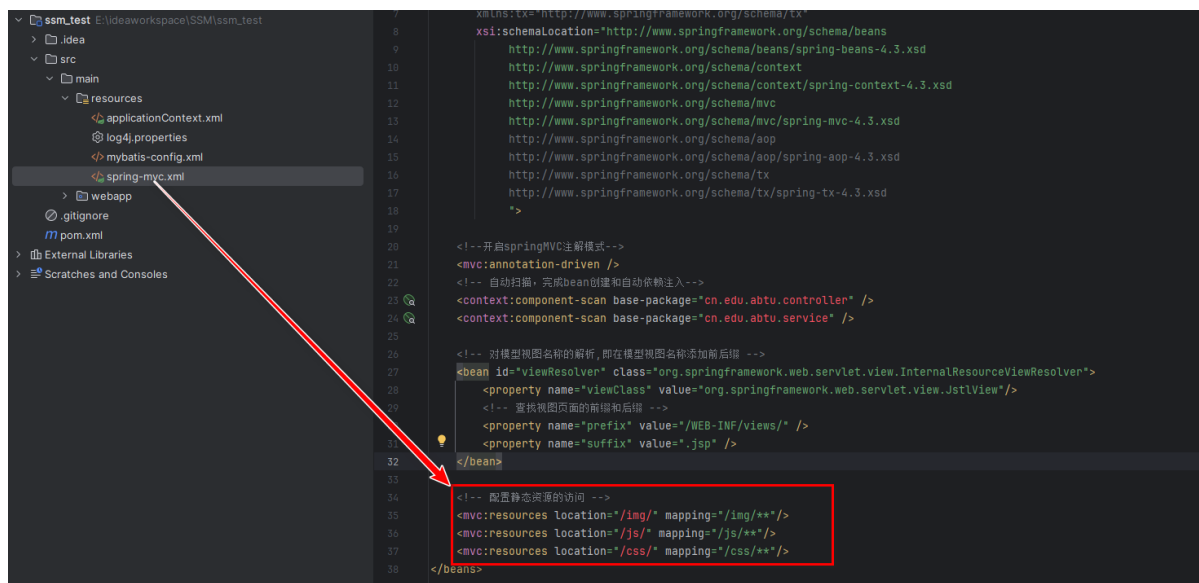 ssm_test E:\ideaworkspace\SSM\ssm_test
.idea
src
main
resources
applicationContext.xml
log4j.properties
mybatis-config.xml
spring-mvc.xml
webapp
.gitignore
pom.xml
External Libraries
Scratches and Consoles
7 xmlns:tx="http://www.springframework.org/schema/tx"
8 xsi:schemaLocation="http://www.springframework.org/schema/beans
9 http://www.springframework.org/schema/beans/spring-beans-4.3.xsd
10 http://www.springframework.org/schema/context
11 http://www.springframework.org/schema/context/spring-context-4.3.xsd
12 http://www.springframework.org/schema/mvc
13 http://www.springframework.org/schema/mvc/spring-mvc-4.3.xsd
14 http://www.springframework.org/schema/aop
15 http://www.springframework.org/schema/aop/spring-aop-4.3.xsd
16 http://www.springframework.org/schema/tx
17 http://www.springframework.org/schema/tx/spring-tx-4.3.xsd
18 ">
19
20 <!--开启springMVC注解模式-->
21 <mvc:annotation-driven />
22 <!-- 自动扫描，完成bean创建和自动依赖注入-->
23 <context:component-scan base-package="cn.edu.abtu.controller" />
24 <context:component-scan base-package="cn.edu.abtu.service" />
25
26 <!-- 对模型视图名称的解析,即在模型视图名称添加前后缀 -->
27 <bean id="viewResolver" class="org.springframework.web.servlet.view.InternalResourceViewResolver">
28 <property name="viewClass" value="org.springframework.web.servlet.view.JstlView"/>
29 <!-- 查找视图页面的前缀和后缀 -->
<property name="prefix" value="/WEB-INF/views/" />
31 <property name="suffix" value=".jsp" />
32 </bean>
33
34 <!-- 配置静态资源的访问 -->
35 <mvc:resources location="/img/" mapping="/img/**"/>
36 <mvc:resources location="/js/" mapping="/js/**"/>
37 <mvc:resources location="/css/" mapping="/css/**"/>
38 </beans>